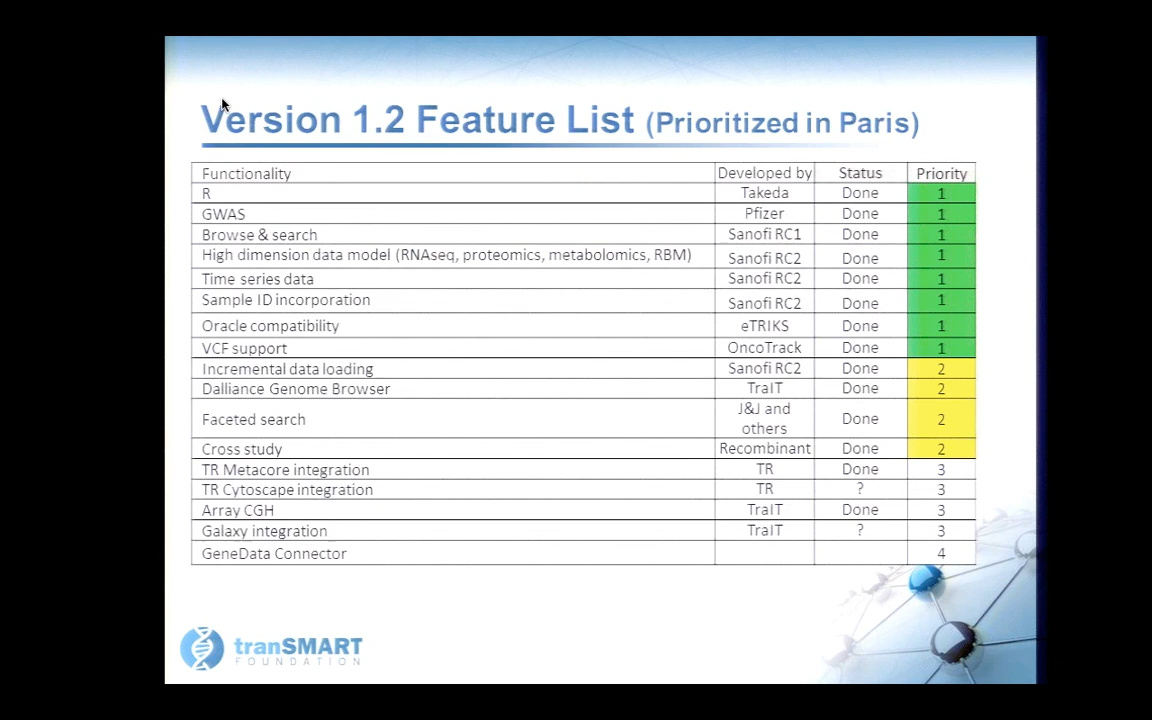 Version 1.2 Feature List (Prioritized in Paris)
Functionality Developed by Status Priority
R Takeda Done 1
GWAS Pfizer Done 1
Browse & search Sanofi RC1 Done 1
High dimension data model (RNAseq, proteomics, metabolomics, RBM) Sanofi RC2 Done 1
Time series data Sanofi RC2 Done 1
Sample ID incorporation Sanofi RC2 Done 1
Oracle compatibility eTRIKS Done 1
VCF support OncoTrack Done 1
Incremental data loading Sanofi RC2 Done 2
Dalliance Genome Browser TraIT Done 2
Faceted search J&J and others Done 2
Cross study Recombinant Done 2
TR Metacore integration TR Done 3
TR Cytoscape integration TR ? 3
Array CGH TraIT Done 3
Galaxy integration TraIT ? 3
GeneData Connector 4
tranSMART
FOUNDATION